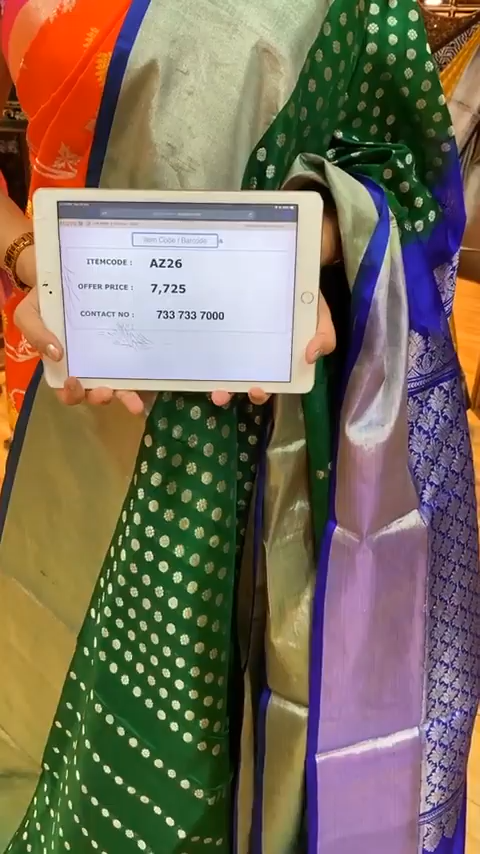 Item Code / Barcode
ITEMCODE : AZ26
OFFER PRICE : 7,725
CONTACT NO : 733 733 7000